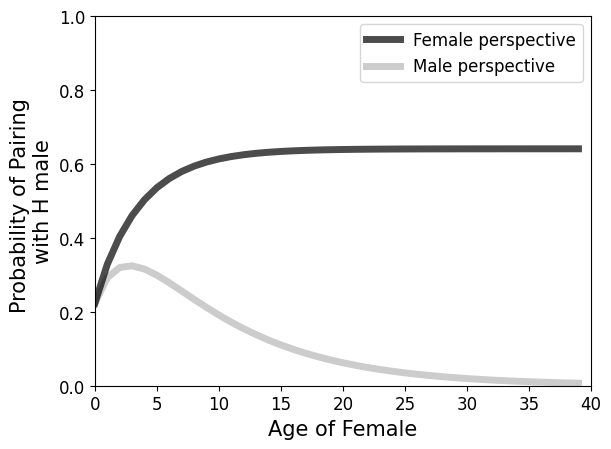 Female perspective
Male perspective
Probability of Pairing
with H male
1.0
0.8
0.6
0.4
0.2
0.0
0 5 10 15 20 25 30 35 40
Age of Female